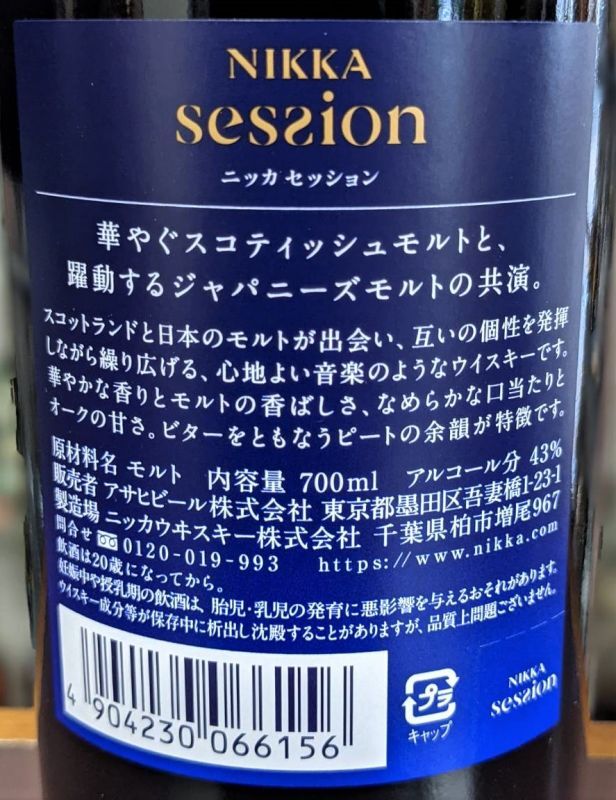 NIKKA
session
ニッカ セッション
華やぐスコティッシュモルトと、
躍動するジャパニーズモルトの共演。
スコットランドと日本のモルトが出会い、互いの個性を発揮
しながら繰り広げる、心地よい音楽のようなウイスキーです。
華やかな香りとモルトの香ばしさ、なめらかな口当たりと
オークの甘さ。ビターをともなうピートの余韻が特徴です。
原材料名 モルト 内容量 700ml アルコール分 43%
販売者 アサヒビール株式会社 東京都墨田区吾妻橋1-23-1
製造場 ニッカウヰスキー株式会社 千葉県柏市増尾967
問合せ 0120-019-993 https://www.nikka.com
飲酒は20歳になってから。
妊娠中や授乳期の飲酒は、胎児・乳児の発育に悪影響を与えるおそれがあります。
ウイスキー成分等が保存中に析出し沈殿することがありますが、品質上問題ございません。
4 904230 066156
プラ
キャップ
NIKKA
session